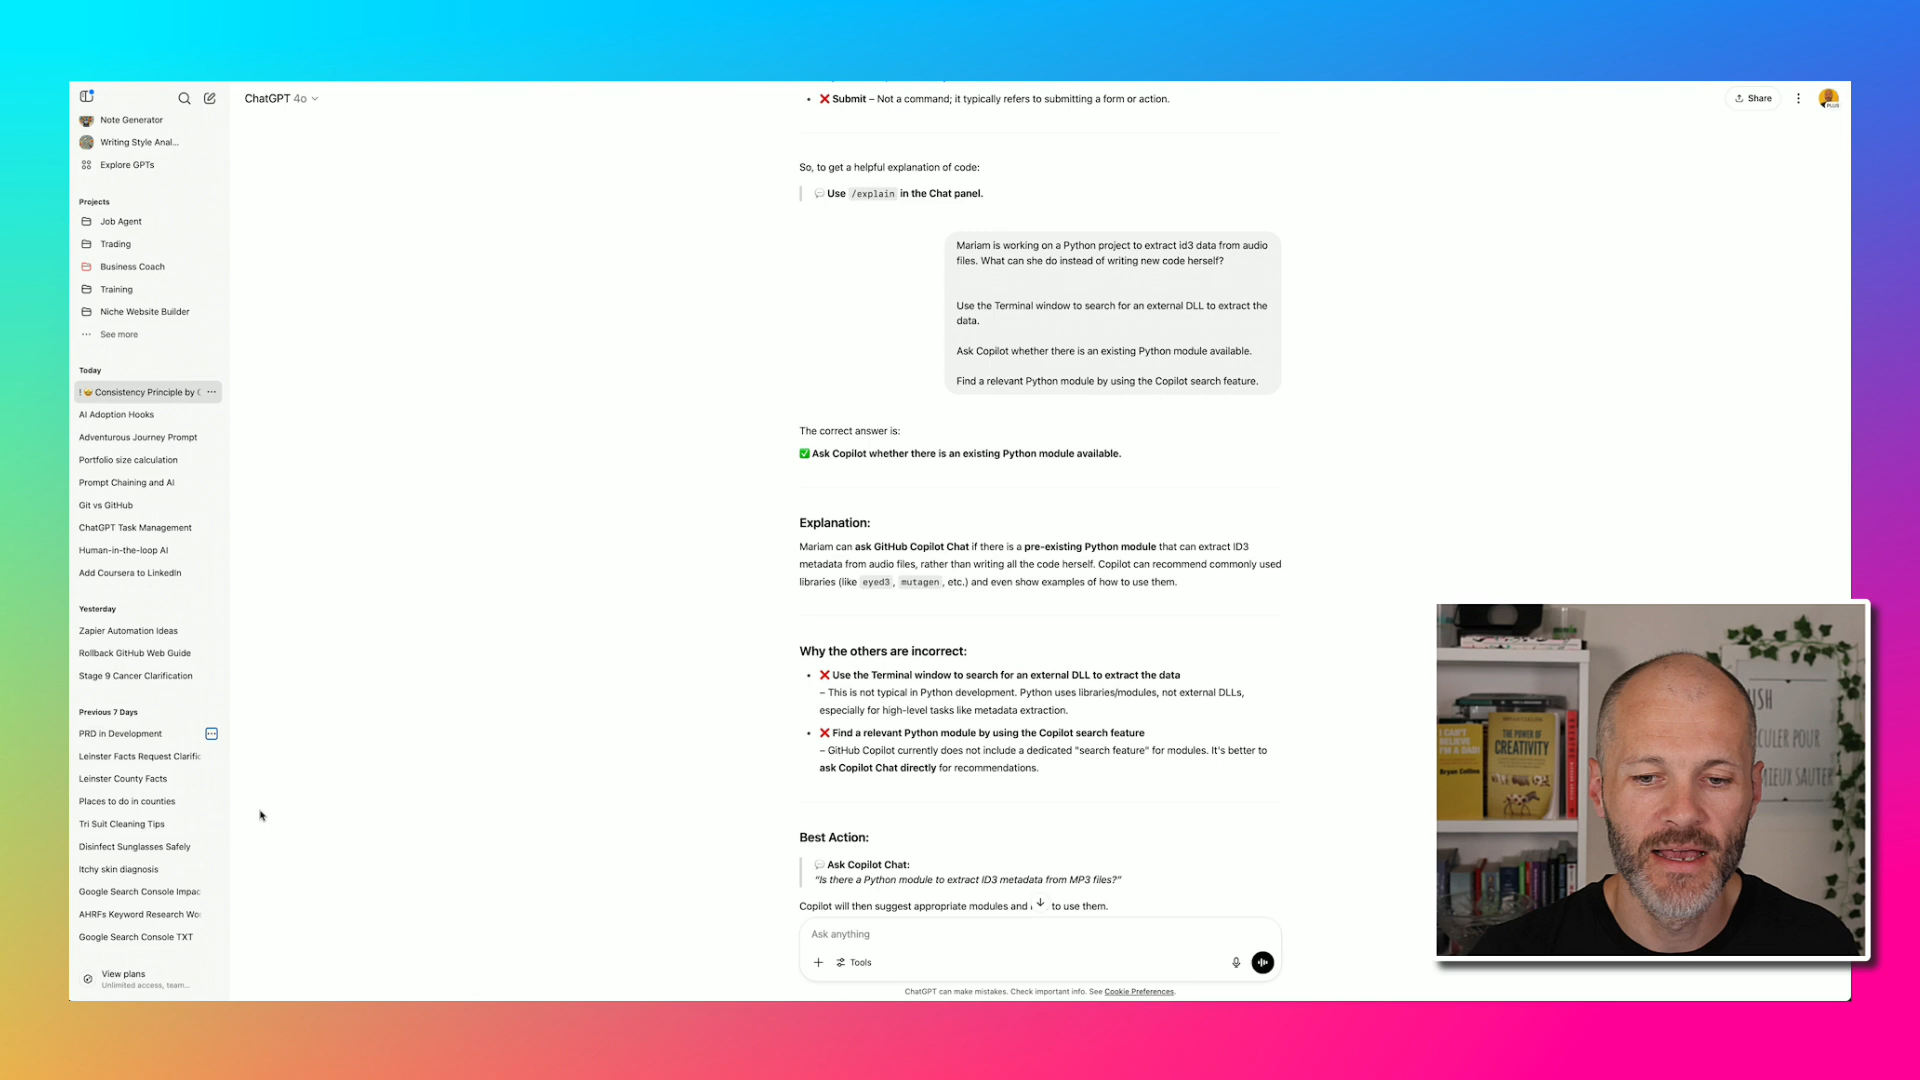 Note Generator
Writing Style Anal...
Explore GPTs
Projects
Job Agent
Trading
Business Coach
Training
Niche Website Builder
See more
Today
Consistency Principle by
AI Adoption Hooks
Adventurous Journey Prompt
Portfolio size calculation
Prompt Chaining and AI
Git vs GitHub
ChatGPT Task Management
Human-in-the-loop AI
Add Coursera to LinkedIn
Yesterday
Zapier Automation Ideas
Rollback GitHub Web Guide
Stage 9 Cancer Clarification
Previous 7 Days
PRD in Development
Leinster Facts Request Clarific
Leinster County Facts
Places to do in counties
Tri Suit Cleaning Tips
Disinfect Sunglasses Safely
Itchy skin diagnosis
Google Search Console Impac
AHRFs Keyword Research Wo
Google Search Console TXT
View plans
Unlimited access, team...
ChatGPT 4o
Share
PLUS
❌ Submit – Not a command; it typically refers to submitting a form or action.
So, to get a helpful explanation of code:
Use /explain in the Chat panel.
Mariam is working on a Python project to extract id3 data from audio
files. What can she do instead of writing new code herself?
Use the Terminal window to search for an external DLL to extract the
data.
Ask Copilot whether there is an existing Python module available.
Find a relevant Python module by using the Copilot search feature.
The correct answer is:
✅ Ask Copilot whether there is an existing Python module available.
Explanation:
Mariam can ask GitHub Copilot Chat if there is a pre-existing Python module that can extract ID3
metadata from audio files, rather than writing all the code herself. Copilot can recommend commonly used
libraries (like eyed3, mutagen, etc.) and even show examples of how to use them.
Why the others are incorrect:
❌ Use the Terminal window to search for an external DLL to extract the data
– This is not typical in Python development. Python uses libraries/modules, not external DLLs,
especially for high-level tasks like metadata extraction.
❌ Find a relevant Python module by using the Copilot search feature
– GitHub Copilot currently does not include a dedicated "search feature" for modules. It's better to
ask Copilot Chat directly for recommendations.
Best Action:
Ask Copilot Chat:
"Is there a Python module to extract ID3 metadata from MP3 files?"
Copilot will then suggest appropriate modules and to use them.
Ask anything
Tools
ChatGPT can make mistakes. Check important info. See Cookie Preferences.
I CAN'T
BELIEVE
I'M A DAD!
Bryan Collins
BRYAN COLLINS
THE POWER OF
CREATIVITY
CULER POUR
MIEUX SAUTER